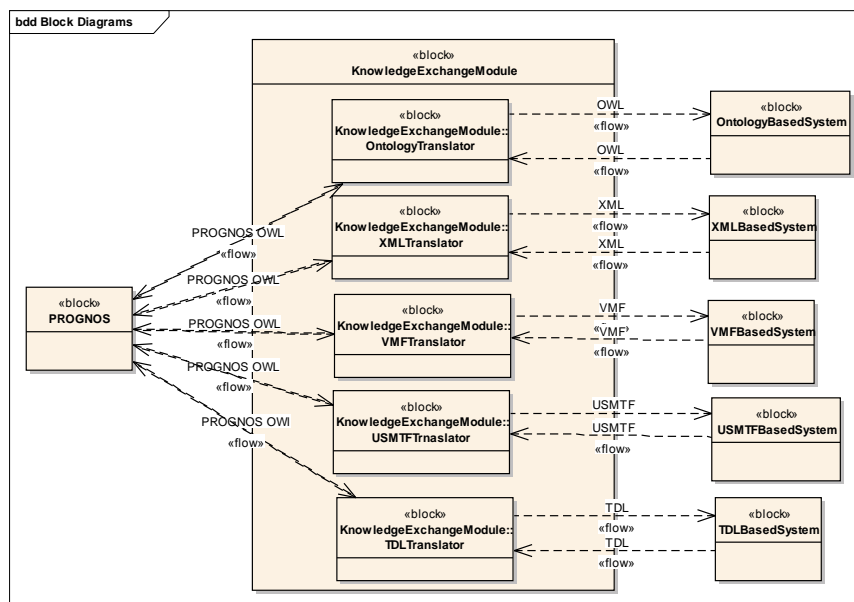 bdd Block Diagrams
«block»
KnowledgeExchangeModule
«block»
KnowledgeExchangeModule::
OntologyTranslator
OWL
«flow»
OWL
«flow»
«block»
OntologyBasedSystem
«block»
KnowledgeExchangeModule::
XMLTranslator
XML
«flow»
XML
«flow»
«block»
XMLBasedSystem
PROGNOS OWL
«flow»
PROGNOS OWL
«flow»
«block»
PROGNOS
PROGNOS OWL
«flow»
PROGNOS OWL
«flow»
PROGNOS OWl
«flow»
«block»
KnowledgeExchangeModule::
VMFTranslator
VMF
VMF
«flow»
«block»
VMFBasedSystem
«block»
KnowledgeExchangeModule::
USMTFTrnaslator
USMTF
USMTF
«flow»
«block»
USMTFBasedSystem
«block»
KnowledgeExchangeModule::
TDLTranslator
TDL
«flow»
TDL
«flow»
«block»
TDLBasedSystem